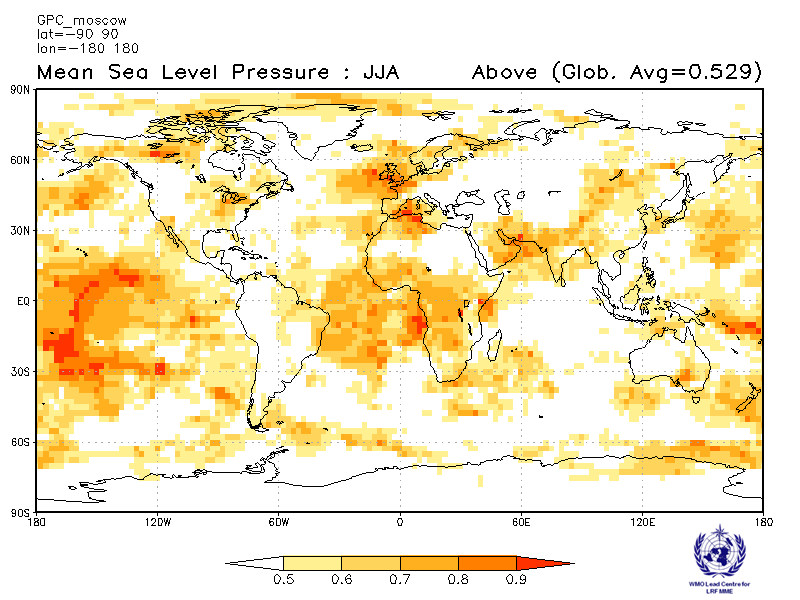 GPC_moscow
lat=-90 90
lon=-180 180
Mean Sea Level Pressure : JJA Above (Glob. Avg=0.529)
90N
60N
30N
EQ
30S
60S
90S
180 120W 60W 0 60E 120E 180
0.5 0.6 0.7 0.8 0.9
WMO Lead Centre for
LRF MME